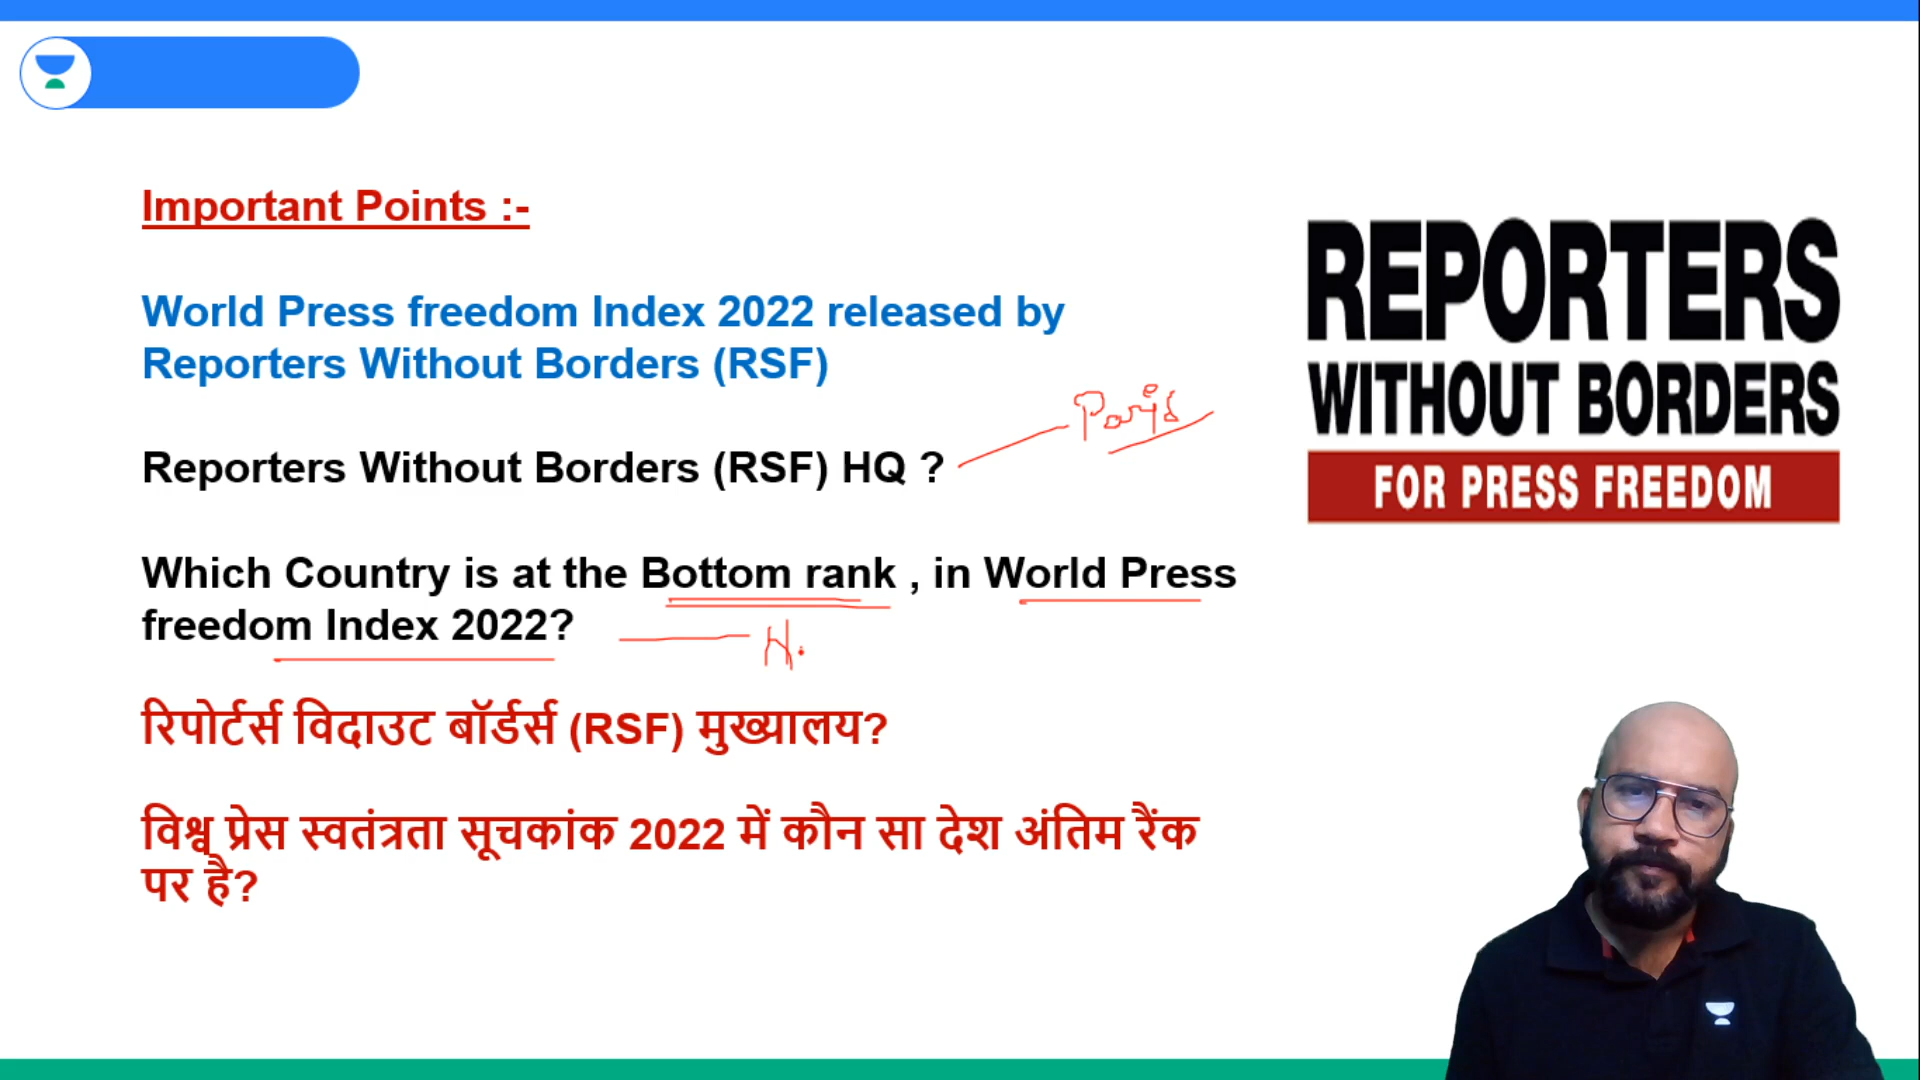 Important Points :-
World Press freedom Index 2022 released by
Reporters Without Borders (RSF)
Reporters Without Borders (RSF) HQ ?
Paris
Which Country is at the Bottom rank , in World Press
freedom Index 2022?
N.
रिपोर्टर्स विदाउट बॉर्डर्स (RSF) मुख्यालय?
विश्व प्रेस स्वतंत्रता सूचकांक 2022 में कौन सा देश अंतिम रैंक
पर है?
REPORTERS
WITHOUT BORDERS
FOR PRESS FREEDOM